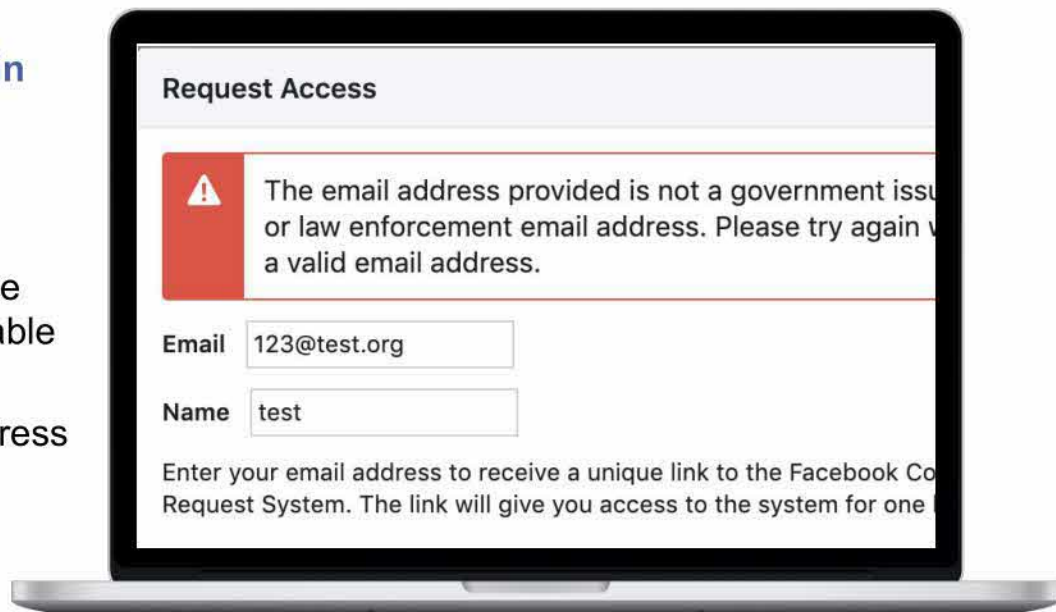 in
e
able
ress
Request Access
The email address provided is not a government issu
or law enforcement email address. Please try again
a valid email address.
Email 123@test.org
Name test
Enter your email address to receive a unique link to the Facebook Co
Request System. The link will give you access to the system for one